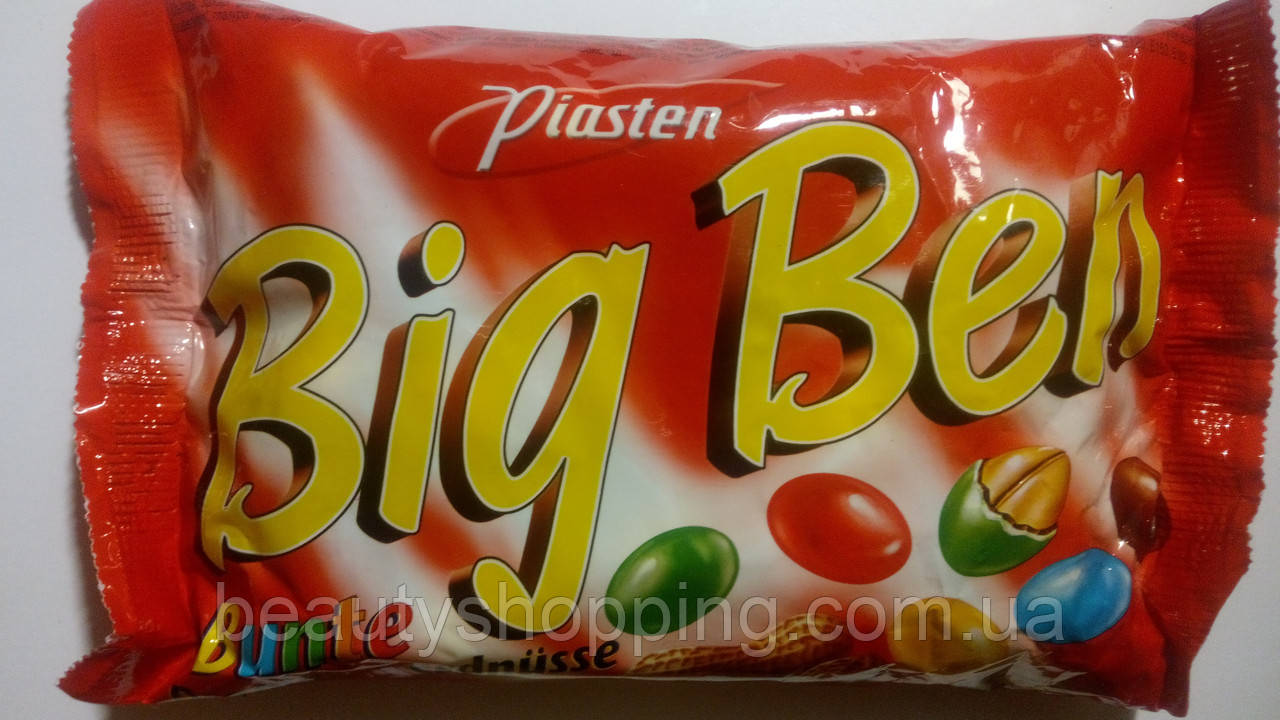 Piasten
Big Ben
Bunte
dnüsse
beautyshopping.com.ua